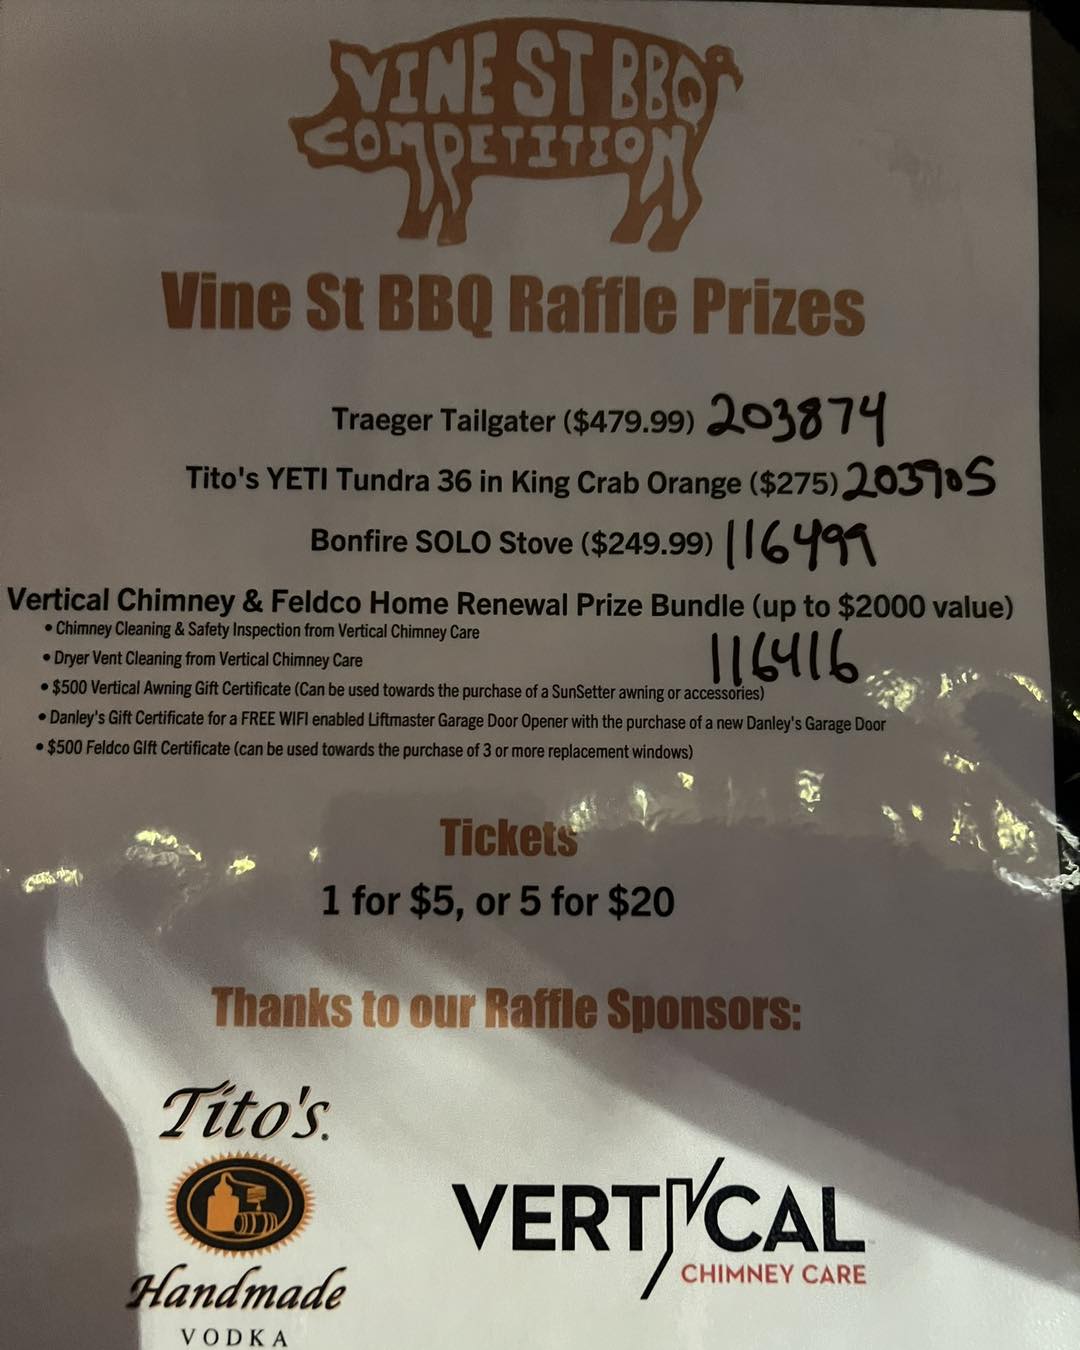 VINE ST BBQ
COMPETITION
Vine St BBQ Raffle Prizes
Traeger Tailgater ($479.99) 203874
Tito's YETI Tundra 36 in King Crab Orange ($275) 203905
Bonfire SOLO Stove ($249.99) 116499
Vertical Chimney & Feldco Home Renewal Prize Bundle (up to $2000 value)
• Chimney Cleaning & Safety Inspection from Vertical Chimney Care
116416
• Dryer Vent Cleaning from Vertical Chimney Care
• $500 Vertical Awning Gift Certificate (Can be used towards the purchase of a SunSetter awning or accessories)
• Danley's Gift Certificate for a FREE WIFI enabled Liftmaster Garage Door Opener with the purchase of a new Danley's Garage Door
• $500 Feldco GIft Certificate (can be used towards the purchase of 3 or more replacement windows)
Tickets
1 for $5, or 5 for $20
Thanks to our Raffle Sponsors:
Tito's®
Handmade
VODKA
VERTICAL
CHIMNEY CARE